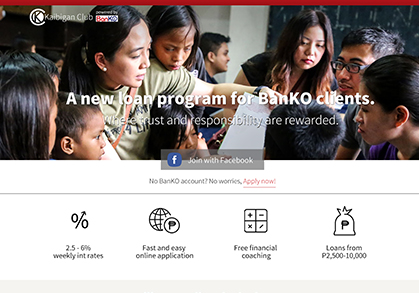 Kaibigan Club
powered by
BanKO
A new loan program for BanKO clients.
Where trust and responsibility are rewarded.
f Join with Facebook
No BanKO account? No worries, Apply now!
%
₱
₱
2.5 - 6%
weekly int rates
Fast and easy
online application
Free financial
coaching
Loans from
₱2,500-10,000